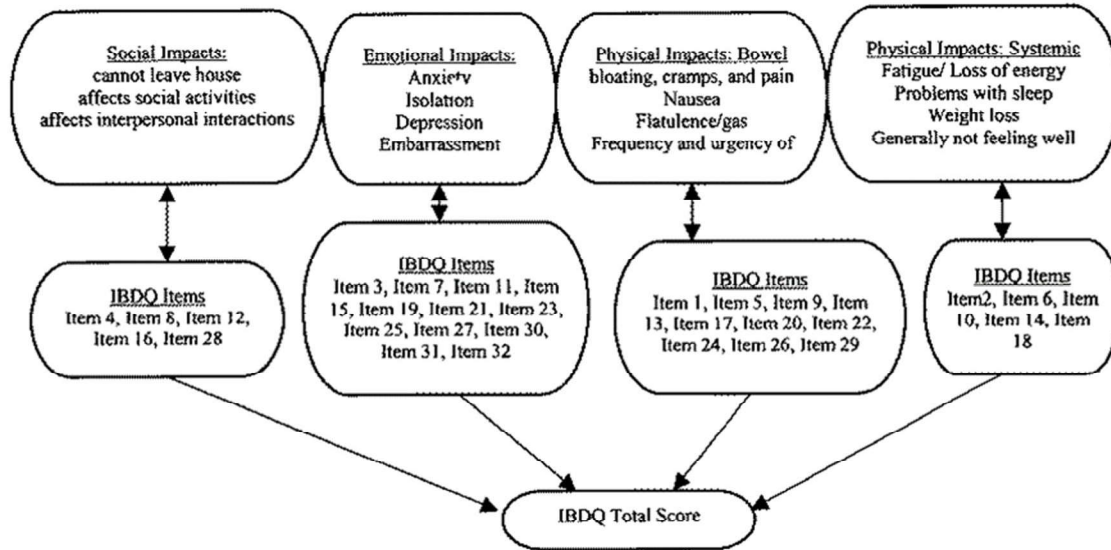 Social Impacts:
cannot leave house
affects social activities
affects interpersonal interactions
Emotional Impacts:
Anxiety
Isolation
Depression
Embarrassment
Physical Impacts: Bowel
bloating, cramps, and pain
Nausea
Flatulence/gas
Frequency and urgency of
Physical Impacts: Systemic
Fatigue/ Loss of energy
Problems with sleep
Weight loss
Generally not feeling well
IBDQ Items
Item 4, Item 8, Item 12,
Item 16, Item 28
IBDQ Items
Item 3, Item 7, Item 11, Item
15, Item 19, Item 21, Item 23,
Item 25, Item 27, Item 30,
Item 31, Item 32
IBDQ Items
Item 1, Item 5, Item 9, Item
13, Item 17, Item 20, Item 22,
Item 24, Item 26, Item 29
IBDQ Items
Item2, Item 6, Item
10, Item 14, Item
18
IBDQ Total Score